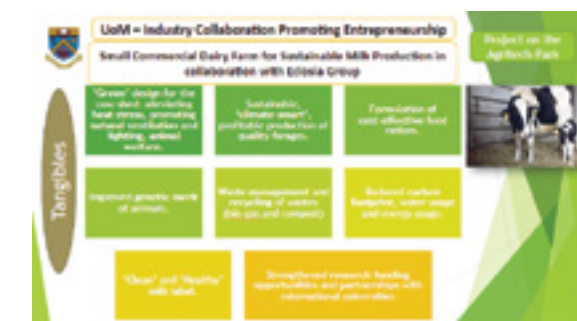 UoM – Industry Collaboration Promoting Entrepreneurship
Small Commercial Dairy Farm for Sustainable Milk Production in
collaboration with Eclosia Group
Project on the
Agritech Park
Tangibles
'Green' design for the
cow shed: alleviating
heat stress, promoting
natural ventilation and
lighting, animal
welfare.
Sustainable,
'climate smart',
profitable production of
quality forages.
Formulation of
cost-effective feed
ration.
Improved genetic merit
of animals.
Waste management and
recycling of wastes
(bio-gas and compost)
Reduced carbon
footprint, water usage
and energy usage.
'Clean' and 'Healthy'
milk label.
Strengthened research funding
opportunities and partnerships with
international universities